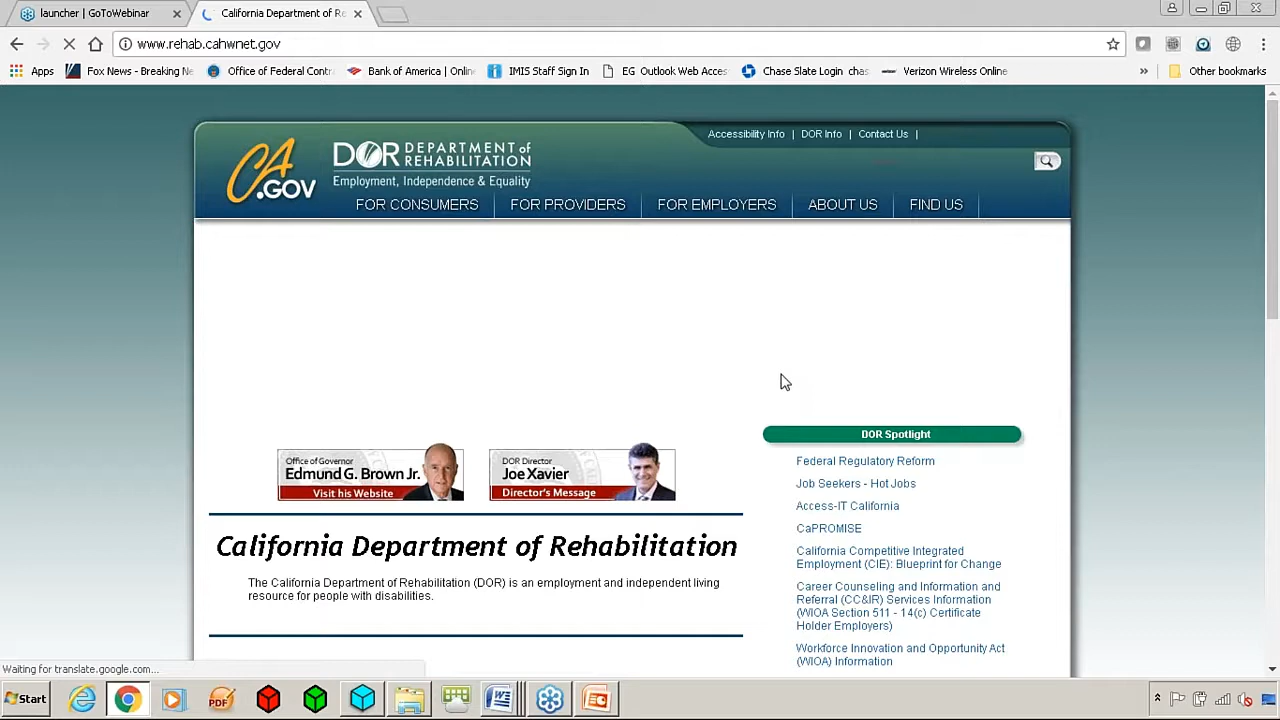 launcher | GoToWebinar
California Department of Re
www.rehab.cahwnet.gov
Apps
Fox News - Breaking Ne
Office of Federal Contr
Bank of America | Onlin
IMIS Staff Sign In
EG Outlook Web Acces
Chase Slate Login chas
Verizon Wireless Online
»
Other bookmarks
CA.GOV
DOR DEPARTMENT of REHABILITATION
Employment, Independence & Equality
Accessibility Info | DOR Info | Contact Us |
FOR CONSUMERS
FOR PROVIDERS
FOR EMPLOYERS
ABOUT US
FIND US
Office of Governor
Edmund G. Brown Jr.
Visit his Website
DOR Director
Joe Xavier
Director's Message
California Department of Rehabilitation
The California Department of Rehabilitation (DOR) is an employment and independent living
resource for people with disabilities.
DOR Spotlight
Federal Regulatory Reform
Job Seekers - Hot Jobs
Access-IT California
CaPROMISE
California Competitive Integrated
Employment (CIE): Blueprint for Change
Career Counseling and Information and
Referral (CC&IR) Services Information
(WIOA Section 511 - 14(c) Certificate
Holder Employers)
Workforce Innovation and Opportunity Act
(WIOA) Information
Waiting for translate.google.com...
Start
PDF